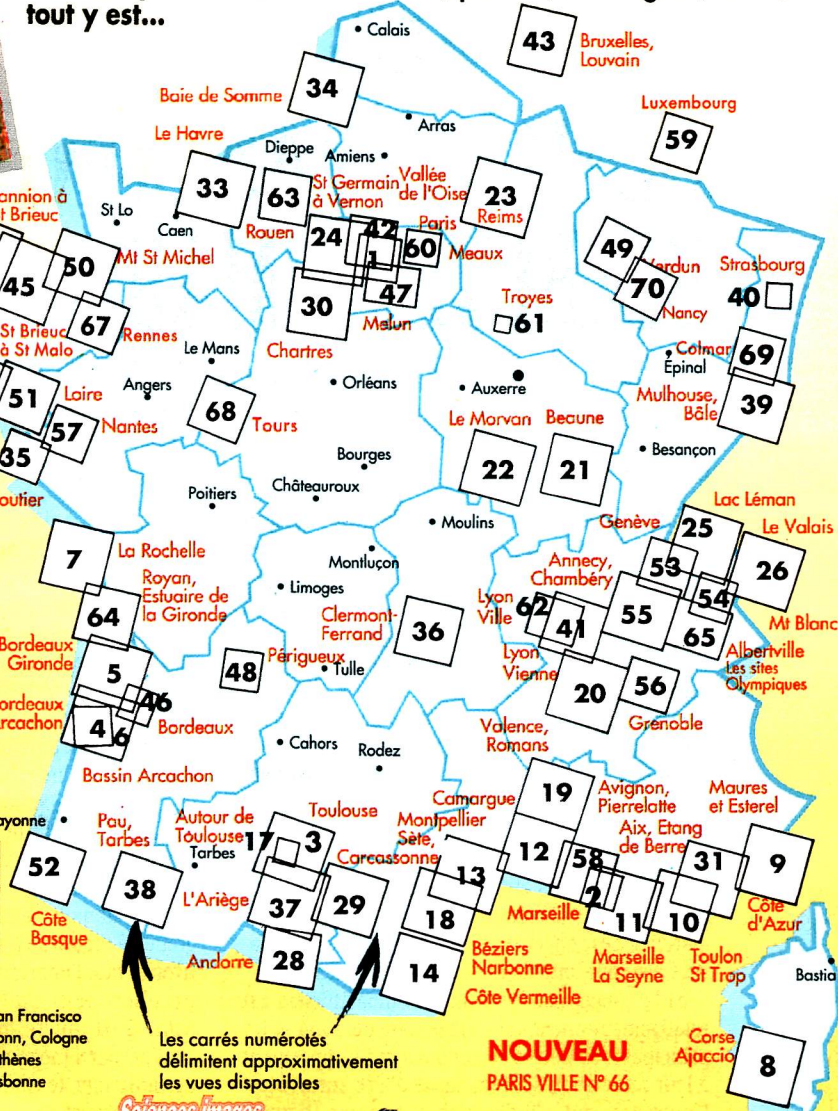 tout y est...
Calais
43
Bruxelles,
Louvain
34
Baie de Somme
Arras
Luxembourg
59
Le Havre
Dieppe
Amiens
33
63
St Germain
à Vernon
Vallée
de l'Oise
23
Reims
St Lo
Caen
Rouen
24
42
Paris
1
60
Meaux
49
Verdun
70
Nancy
Strasbourg
40
St Brieuc
Mt St Michel
45
50
47
Melun
30
Chartres
Troyes
61
St Brieuc
à St Malo
67
Rennes
Le Mans
Colmar
69
Épinal
Orléans
Auxerre
Mulhouse,
Bâle
39
51
Loire
Angers
68
Tours
57
Nantes
35
Le Morvan
Beaune
22
21
Besançon
Bourges
Châteauroux
Poitiers
Moulins
Genève
Lac Léman
25
Le Valais
7
La Rochelle
Montluçon
Annecy,
Chambéry
53
26
Royan,
Estuaire de
la Gironde
64
Limoges
Clermont-
Ferrand
36
Lyon
Ville
62
41
55
54
65
Mt Blanc
Albertville
Les sites
Olympiques
Bordeaux
Gironde
5
48
Périgueux
Tulle
Lyon
Vienne
20
56
Grenoble
46
4
6
Bordeaux
Bassin Arcachon
Cahors
Rodez
Valence,
Romans
Camargue
19
Avignon,
Pierrelatte
Maures
et Esterel
Pau,
Tarbes
Autour de
Toulouse
17
3
Toulouse
Montpellier
Sète,
Carcassonne
Tarbes
12
58
Aix, Etang
de Berre
31
9
52
Côte
Basque
38
L'Ariège
37
29
13
18
Marseille
2
11
10
Côte
d'Azur
Andorre
28
14
Béziers
Narbonne
Côte Vermeille
Marseille
La Seyne
Toulon
St Trop
Bastia
Les carrés numérotés
délimitent approximativement
les vues disponibles
NOUVEAU
PARIS VILLE N° 66
Corse
Ajaccio
8